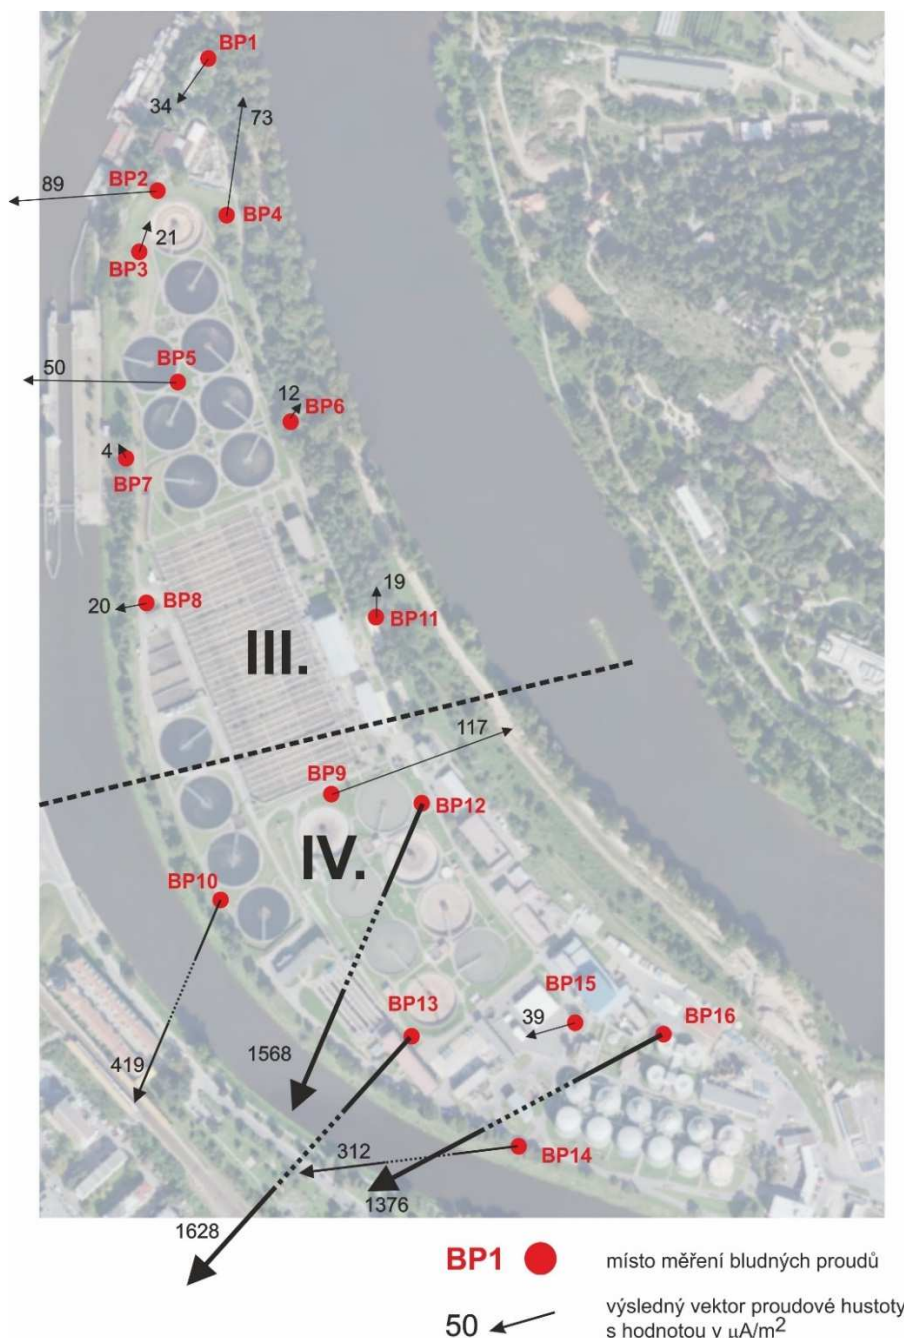 BP1
34
73
89
BP2
BP4
21
BP3
BP5
50
12
BP6
4
BP7
19
20
BP8
BP11
III.
117
BP9
BP12
IV.
BP10
BP15
BP13
39
BP16
1568
419
312
BP14
1376
1628
BP1 místo měření bludných proudů
výsledný vektor proudové hustoty
50 s hodnotou v µA/m2